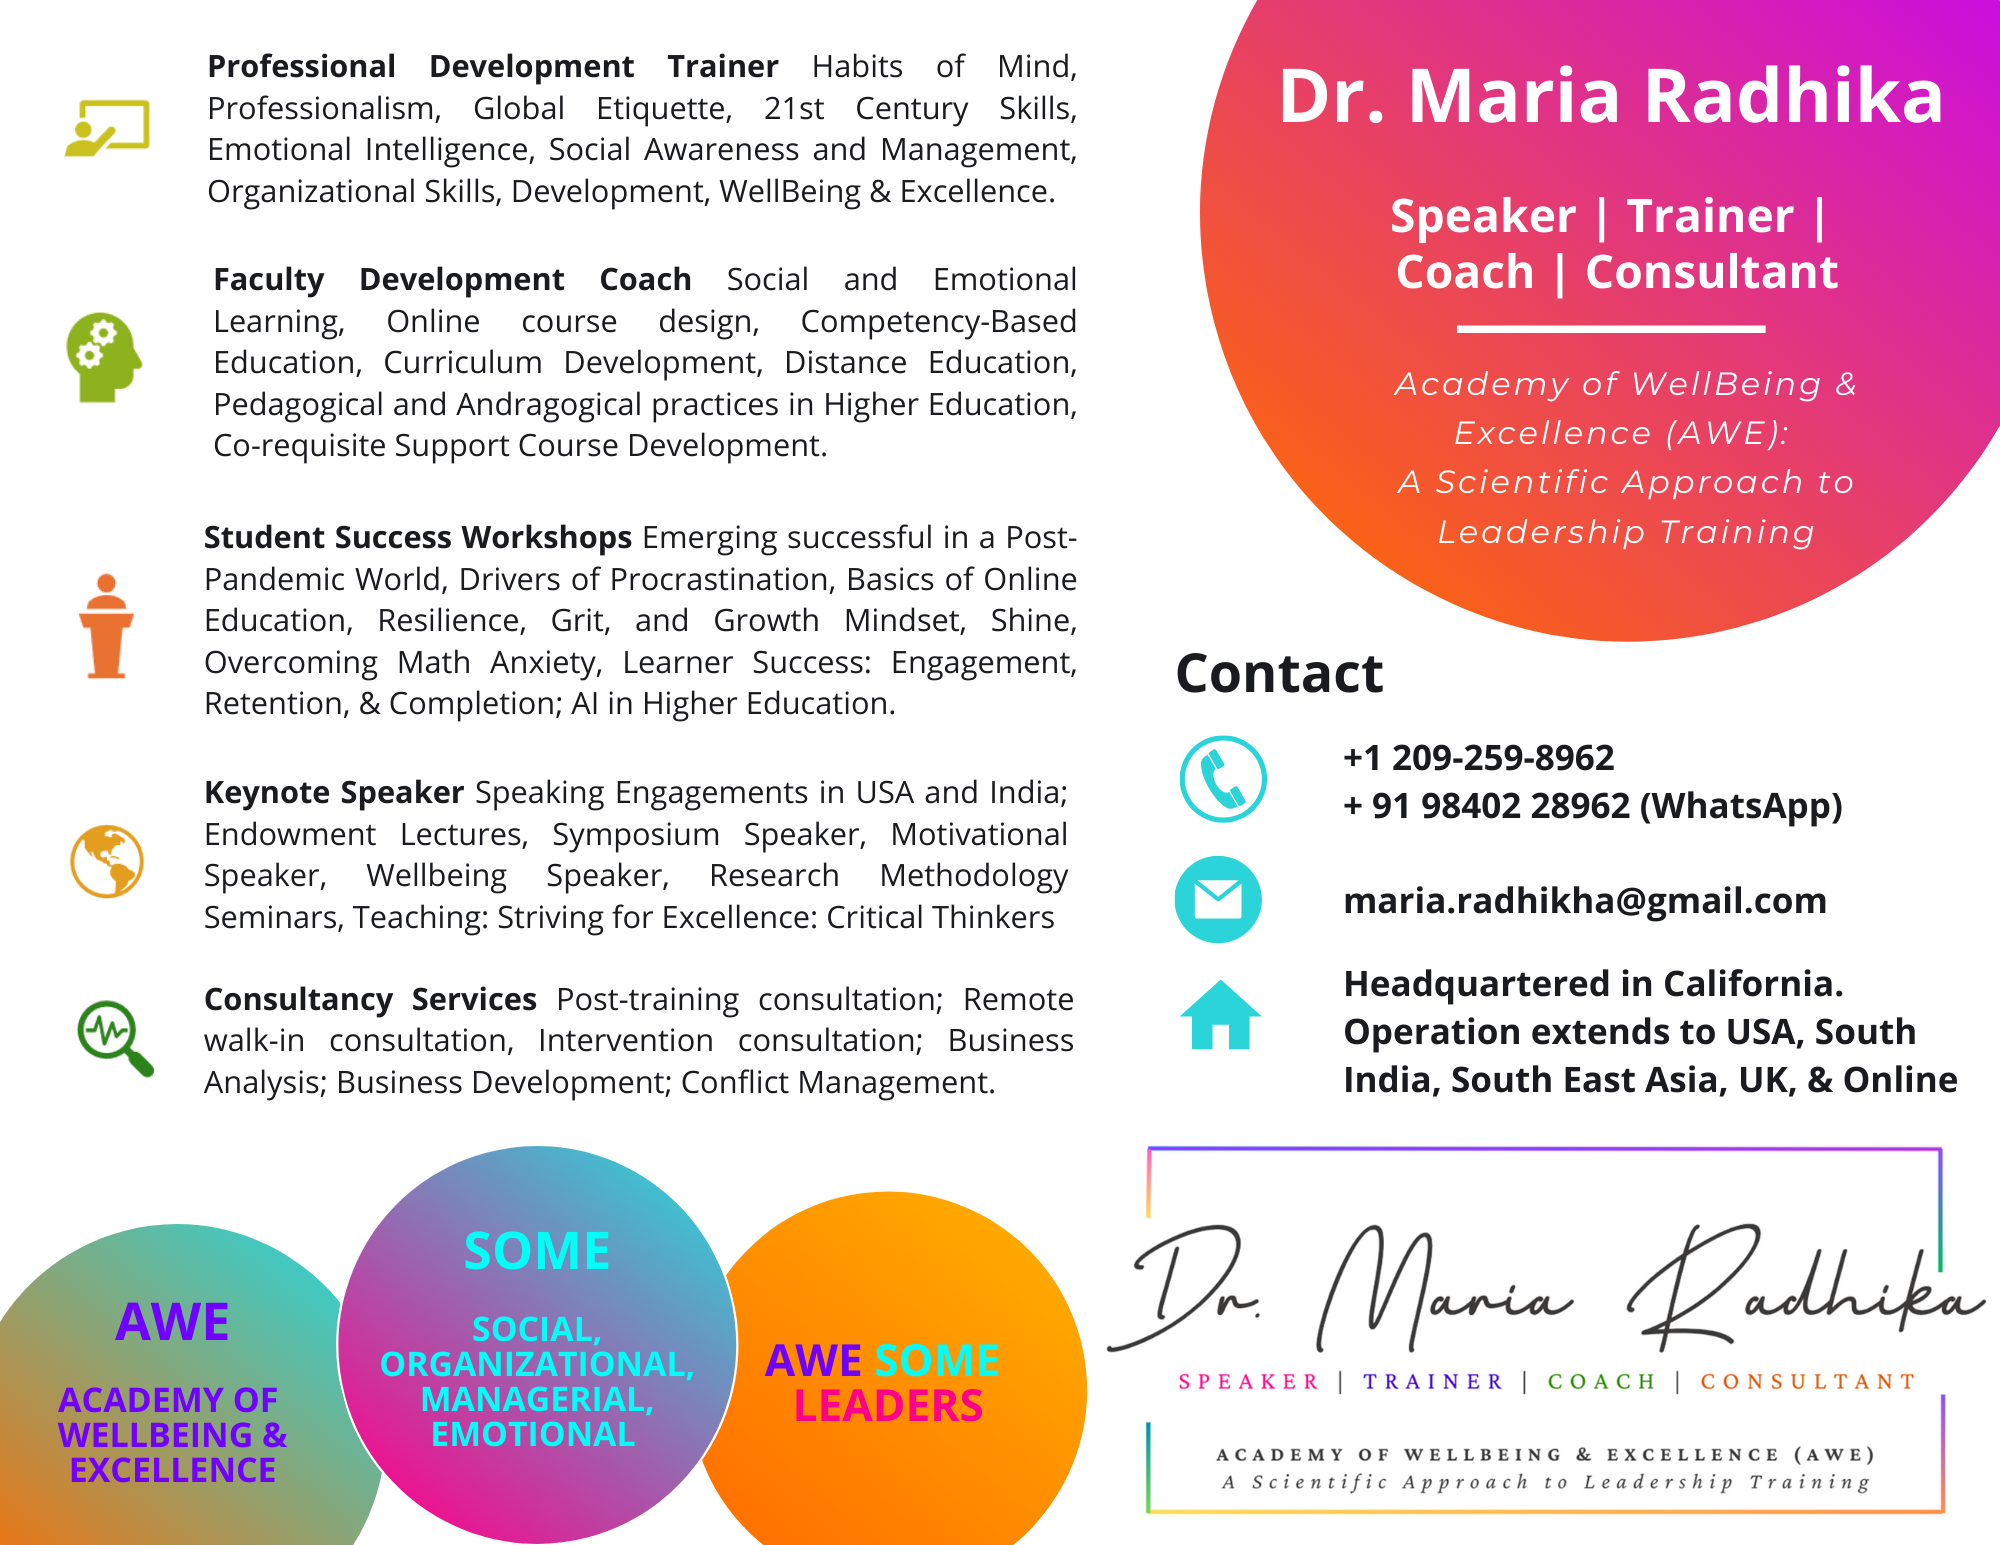 Professional Development Trainer Habits of Mind,
Professionalism, Global Etiquette, 21st Century Skills,
Emotional Intelligence, Social Awareness and Management,
Organizational Skills, Development, WellBeing & Excellence.
Faculty Development Coach Social and Emotional
Learning, Online course design, Competency-Based
Education, Curriculum Development, Distance Education,
Pedagogical and Andragogical practices in Higher Education,
Co-requisite Support Course Development.
Student Success Workshops Emerging successful in a Post-
Pandemic World, Drivers of Procrastination, Basics of Online
Education, Resilience, Grit, and Growth Mindset, Shine,
Overcoming Math Anxiety, Learner Success: Engagement,
Retention, & Completion; AI in Higher Education.
Keynote Speaker Speaking Engagements in USA and India;
Endowment Lectures, Symposium Speaker, Motivational
Speaker, Wellbeing Speaker, Research Methodology
Seminars, Teaching: Striving for Excellence: Critical Thinkers
Consultancy Services Post-training consultation; Remote
walk-in consultation, Intervention consultation; Business
Analysis; Business Development; Conflict Management.
AWE
ACADEMY OF
WELLBEING &
EXCELLENCE
SOME
SOCIAL,
ORGANIZATIONAL,
MANAGERIAL,
EMOTIONAL
AWE SOME
LEADERS
Dr. Maria Radhika
Speaker | Trainer |
Coach | Consultant
Academy of WellBeing &
Excellence (AWE):
A Scientific Approach to
Leadership Training
Contact
+1 209-259-8962
+ 91 98402 28962 (WhatsApp)
maria.radhikha@gmail.com
Headquartered in California.
Operation extends to USA, South
India, South East Asia, UK, & Online
Dr. Maria Radhika
SPEAKER | TRAINER | COACH | CONSULTANT
ACADEMY OF WELLBEING & EXCELLENCE (AWE)
A Scientific Approach to Leadership Training